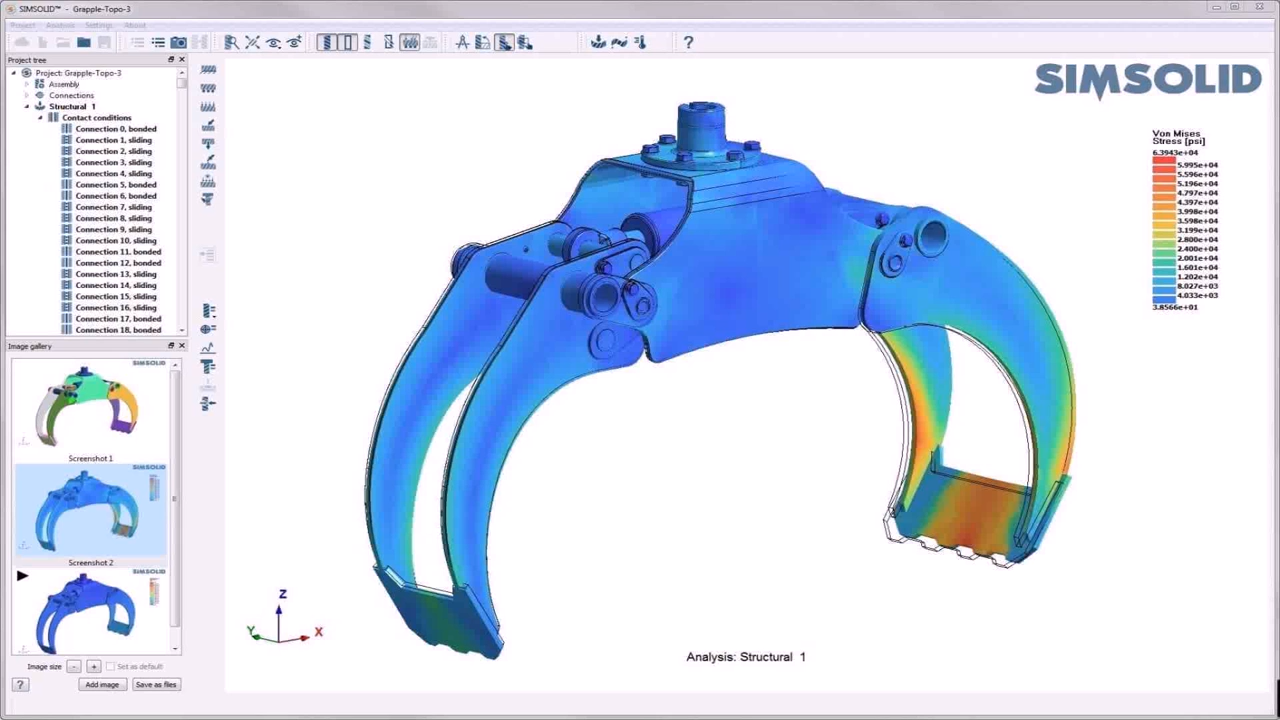 SIMSOLID™ - Grapple-Topo-3
Project Analysis Settings About
Project tree
Project: Grapple-Topo-3
Assembly
Connections
Structural 1
Contact conditions
Connection 0, bonded
Connection 1, sliding
Connection 2, sliding
Connection 3, sliding
Connection 4, sliding
Connection 5, bonded
Connection 6, bonded
Connection 7, sliding
Connection 8, sliding
Connection 9, sliding
Connection 10, sliding
Connection 11, bonded
Connection 12, bonded
Connection 13, sliding
Connection 14, sliding
Connection 15, sliding
Connection 16, sliding
Connection 17, bonded
Connection 18, bonded
Image gallery
SIMSOLID
Screenshot 1
SIMSOLID
Screenshot 2
SIMSOLID
Image size - + Set as default
? Add image Save as files
SIMSOLID
Von Mises
Stress [psi]
6.3943e+04
5.995e+04
5.596e+04
5.196e+04
4.797e+04
4.397e+04
3.998e+04
3.598e+04
3.199e+04
2.800e+04
2.400e+04
2.001e+04
1.601e+04
1.202e+04
8.027e+03
4.033e+03
3.8566e+01
Z
Y
X
Analysis: Structural 1